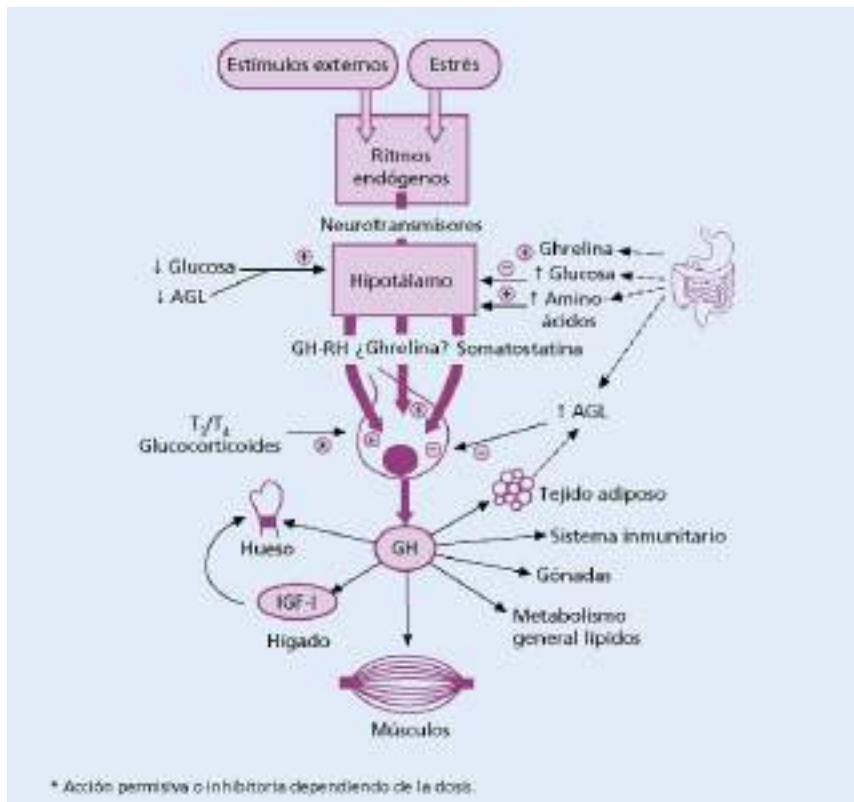 Estímulos externos
Estrés
Ritmos
endógenos
Neurotransmisores
↓ Glucosa
↓ AGL
+
Hipotálamo
+ Ghrelina
− ↑ Glucosa
+ ↑ Amino
ácidos
GH-RH ¿Ghrelina? Somatostatina
T3/T4
Glucocorticoides
*
+
+
−
−
↑ AGL
Tejido adiposo
Hueso
GH
Sistema inmunitario
Gónadas
IGF-I
Hígado
Metabolismo
general lípidos
Músculos
* Acción permisiva o inhibitoria dependiendo de la dosis.